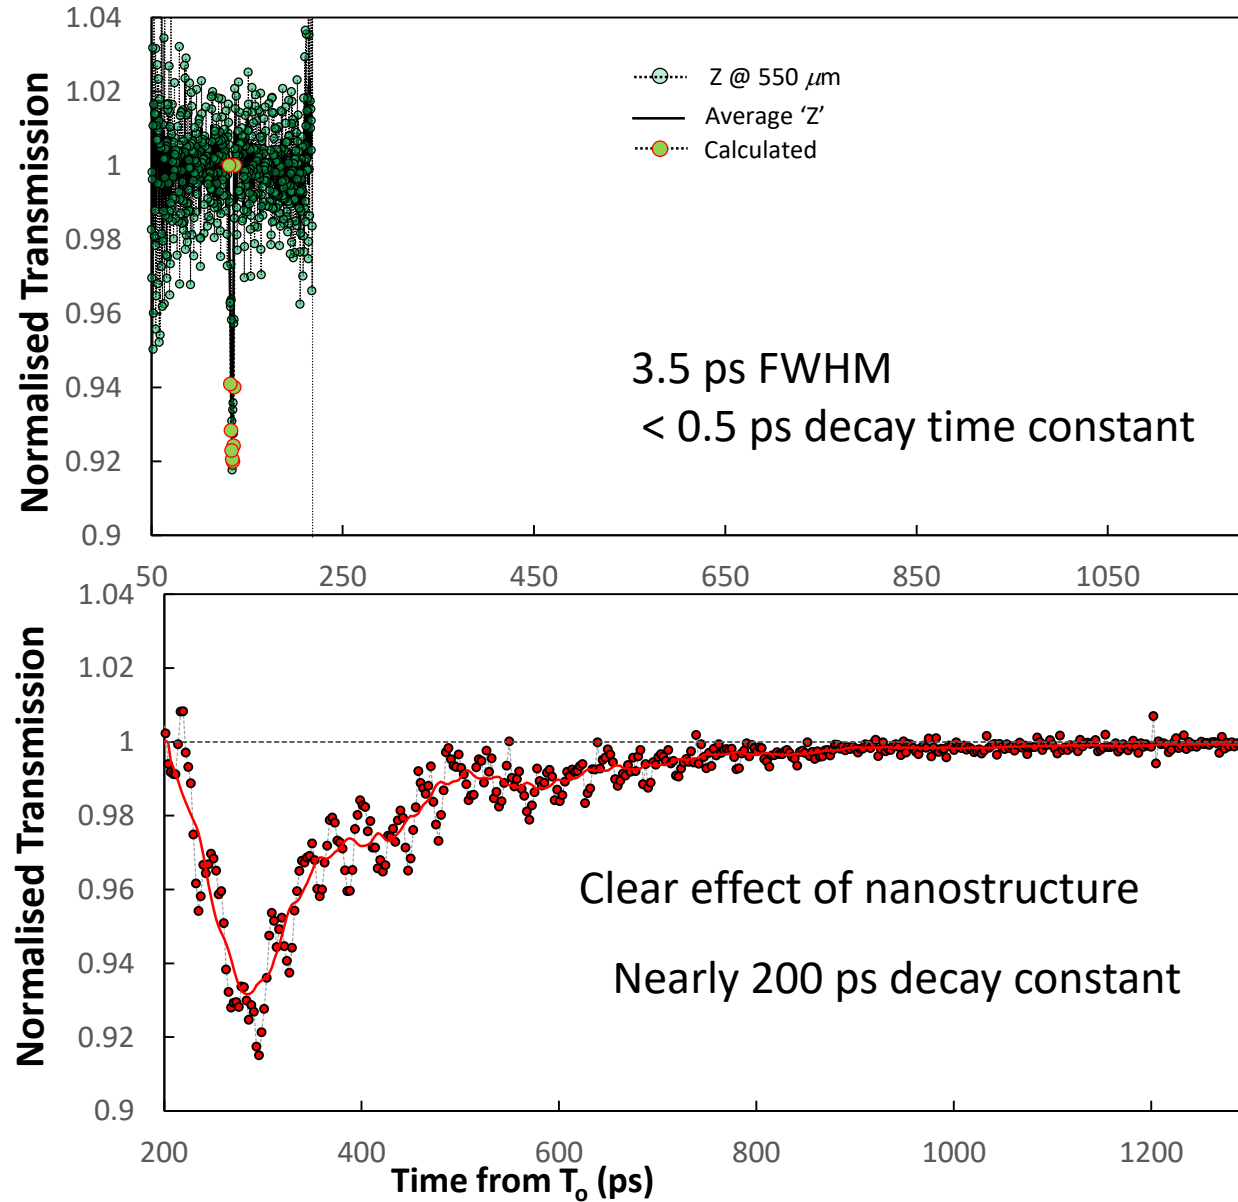 1.04
1.02
1
0.98
0.96
0.94
0.92
0.9
Normalised Transmission
Z @ 550 μm
Average ‘Z’
Calculated
3.5 ps FWHM
< 0.5 ps decay time constant
50 250 450 650 850 1050
1.04
1.02
1
0.98
0.96
0.94
0.92
0.9
Normalised Transmission
Clear effect of nanostructure
Nearly 200 ps decay constant
200 400 600 800 1000 1200
Time from Tₒ (ps)